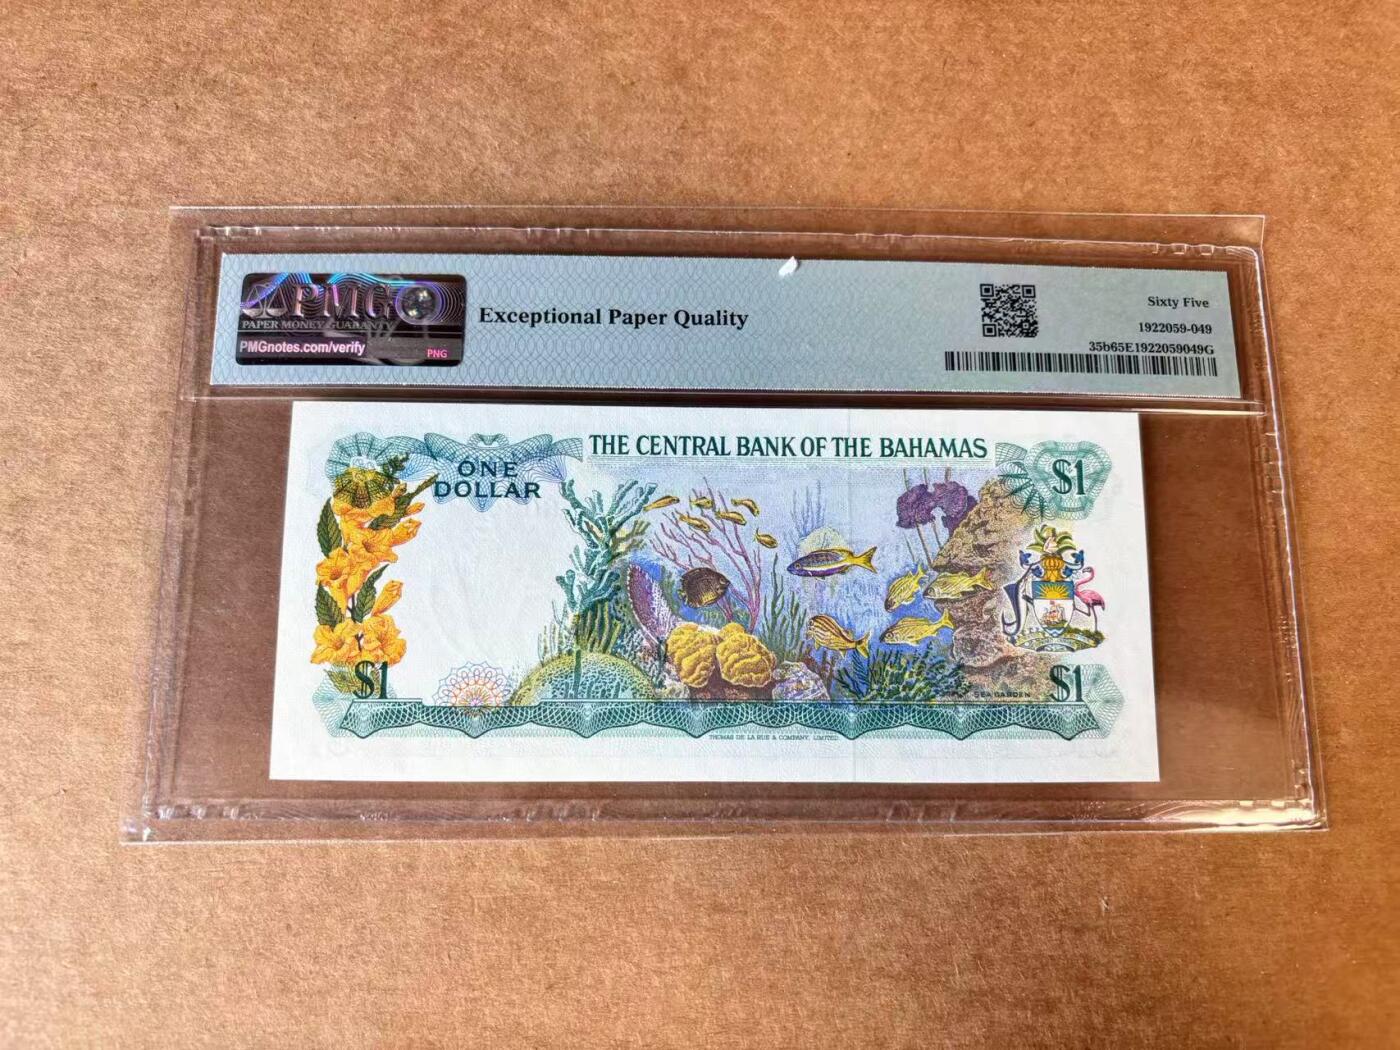 PMG
PAPER MONEY GUARANTY
PMGnotes.com/verify
PNG
Exceptional Paper Quality
Sixty Five
1922059-049
35b65E1922059049G
THE CENTRAL BANK OF THE BAHAMAS
ONE
DOLLAR
$1
$1
SEA GARDEN
$1
THOMAS DE LA RUE & COMPANY, LIMITED